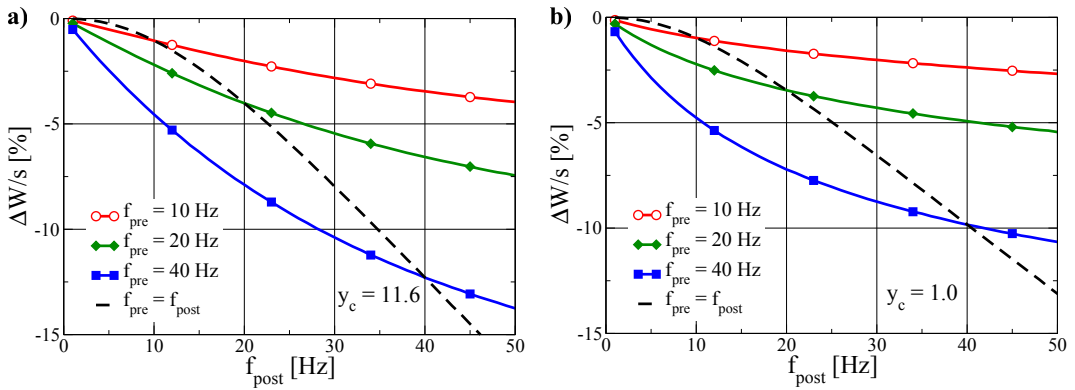 a)
ΔW/s [%]
0
-5
-10
-15
f_pre = 10 Hz
f_pre = 20 Hz
f_pre = 40 Hz
f_pre = f_post
y_c = 11.6
0 10 20 30 40 50
f_post [Hz]
b)
ΔW/s [%]
0
-5
-10
-15
f_pre = 10 Hz
f_pre = 20 Hz
f_pre = 40 Hz
f_pre = f_post
y_c = 1.0
0 10 20 30 40 50
f_post [Hz]